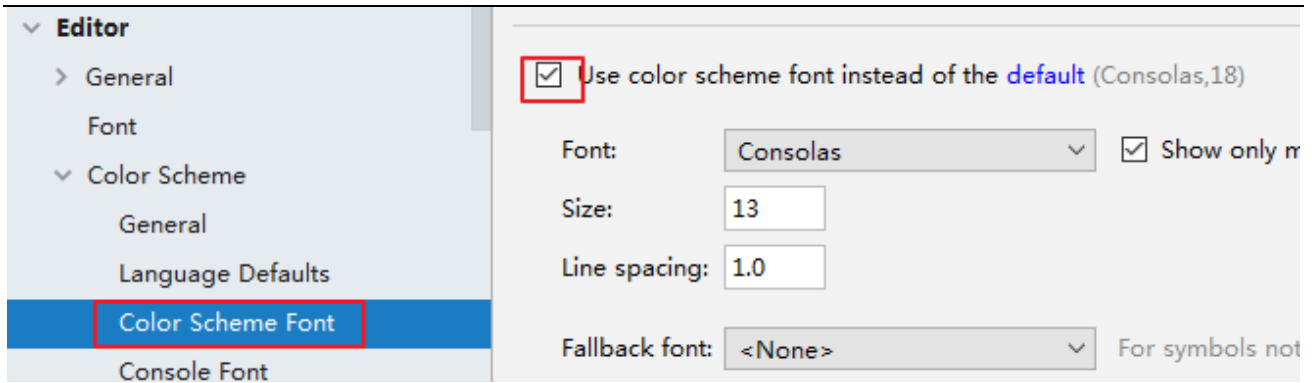 Editor
General
Font
Color Scheme
General
Language Defaults
Color Scheme Font
Console Font
Use color scheme font instead of the default (Consolas,18)
Font: Consolas Show only m
Size: 13
Line spacing: 1.0
Fallback font: <None> For symbols not